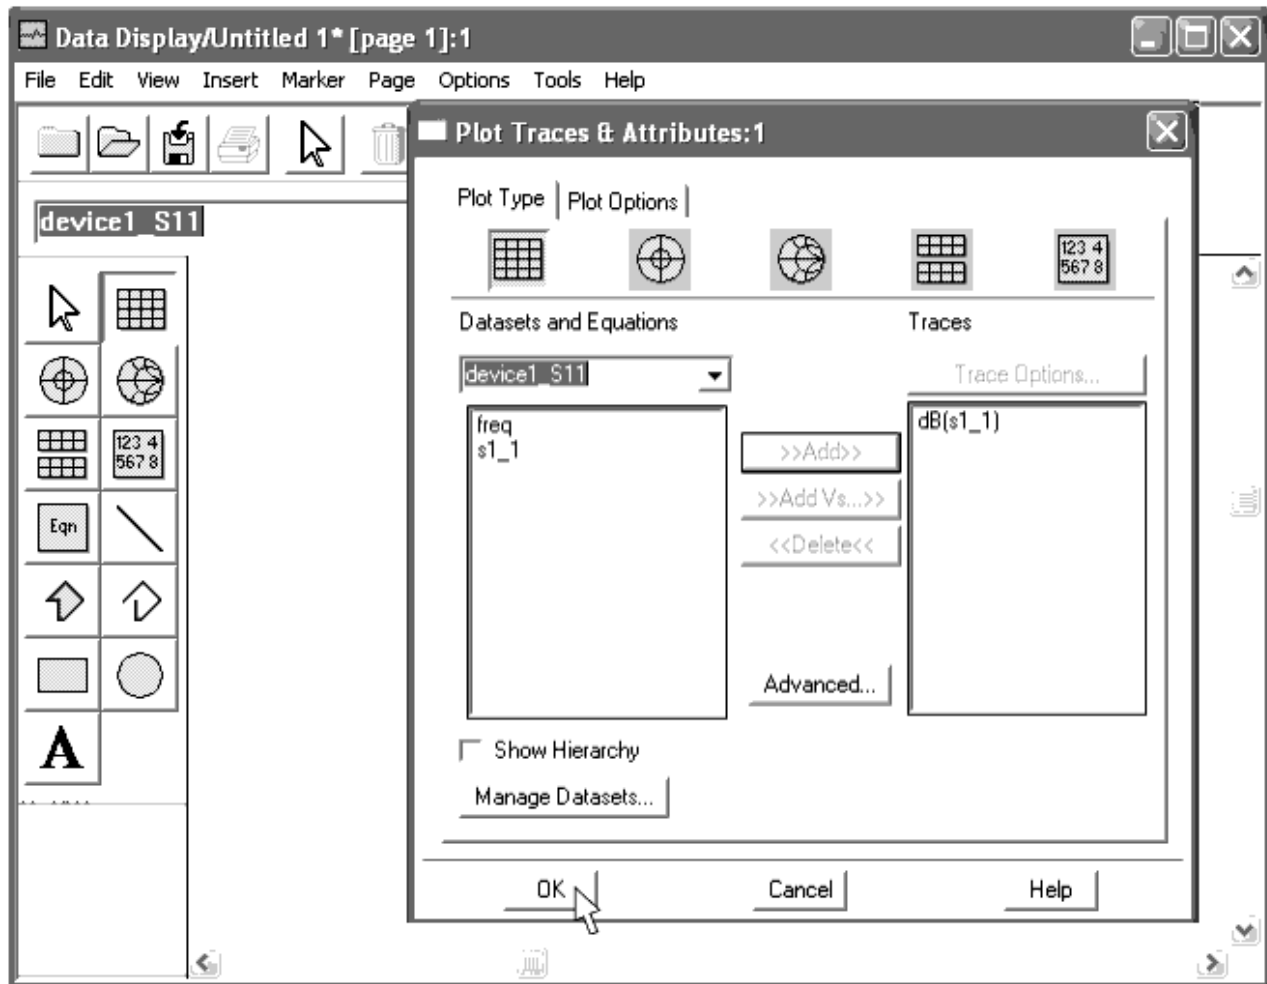 Data Display/Untitled 1* [page 1]:1
File Edit View Insert Marker Page Options Tools Help
Plot Traces & Attributes:1
device1_S11
Plot Type Plot Options
123 4
567 8
Datasets and Equations
Traces
device1_S11
Trace Options...
freq
s1_1
dB(s1_1)
>>Add>>
>>Add Vs...>>
<<Delete<<
Advanced...
Show Hierarchy
Manage Datasets...
OK Cancel Help
123 4
567 8
Eqn
A